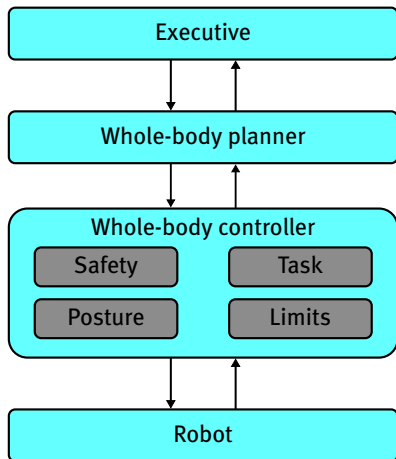 Executive
Whole-body planner
Whole-body controller
Safety Task
Posture Limits
Robot